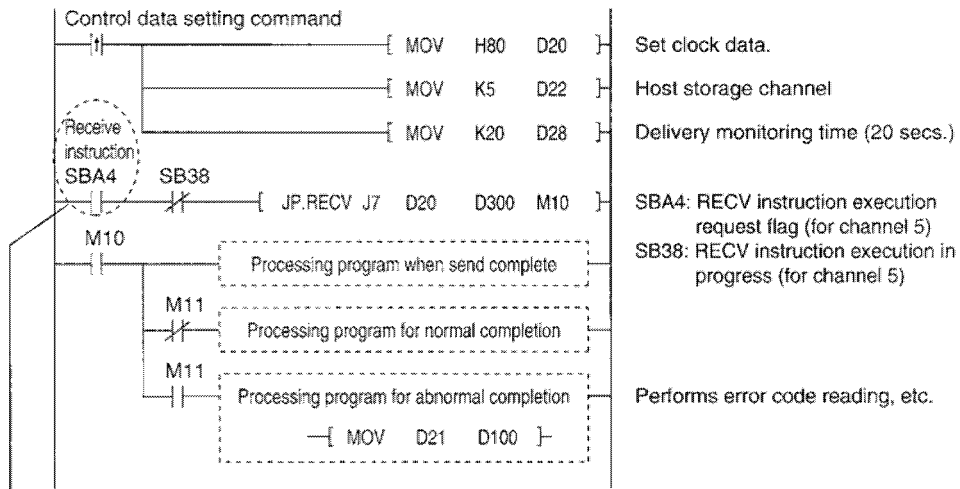 Control data setting command
MOV H80 D20 Set clock data.
MOV K5 D22 Host storage channel
Receive
instruction
MOV K20 D28 Delivery monitoring time (20 secs.)
SBA4 SB38
JP.RECV J7 D20 D300 M10 SBA4: RECV instruction execution
request flag (for channel 5)
SB38: RECV instruction execution in
progress (for channel 5)
M10
Processing program when send complete
M11
Processing program for normal completion
M11
Processing program for abnormal completion Performs error code reading, etc.
MOV D21 D100